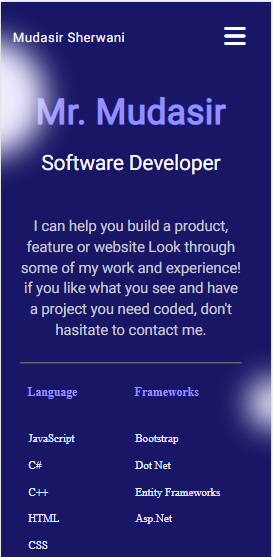 Mudasir Sherwani
Mr. Mudasir
Software Developer
I can help you build a product,
feature or website Look through
some of my work and experience!
if you like what you see and have
a project you need coded, don't
hasitate to contact me.
Language Frameworks
JavaScript Bootstrap
C# Dot Net
C++ Entity Frameworks
HTML Asp.Net
CSS